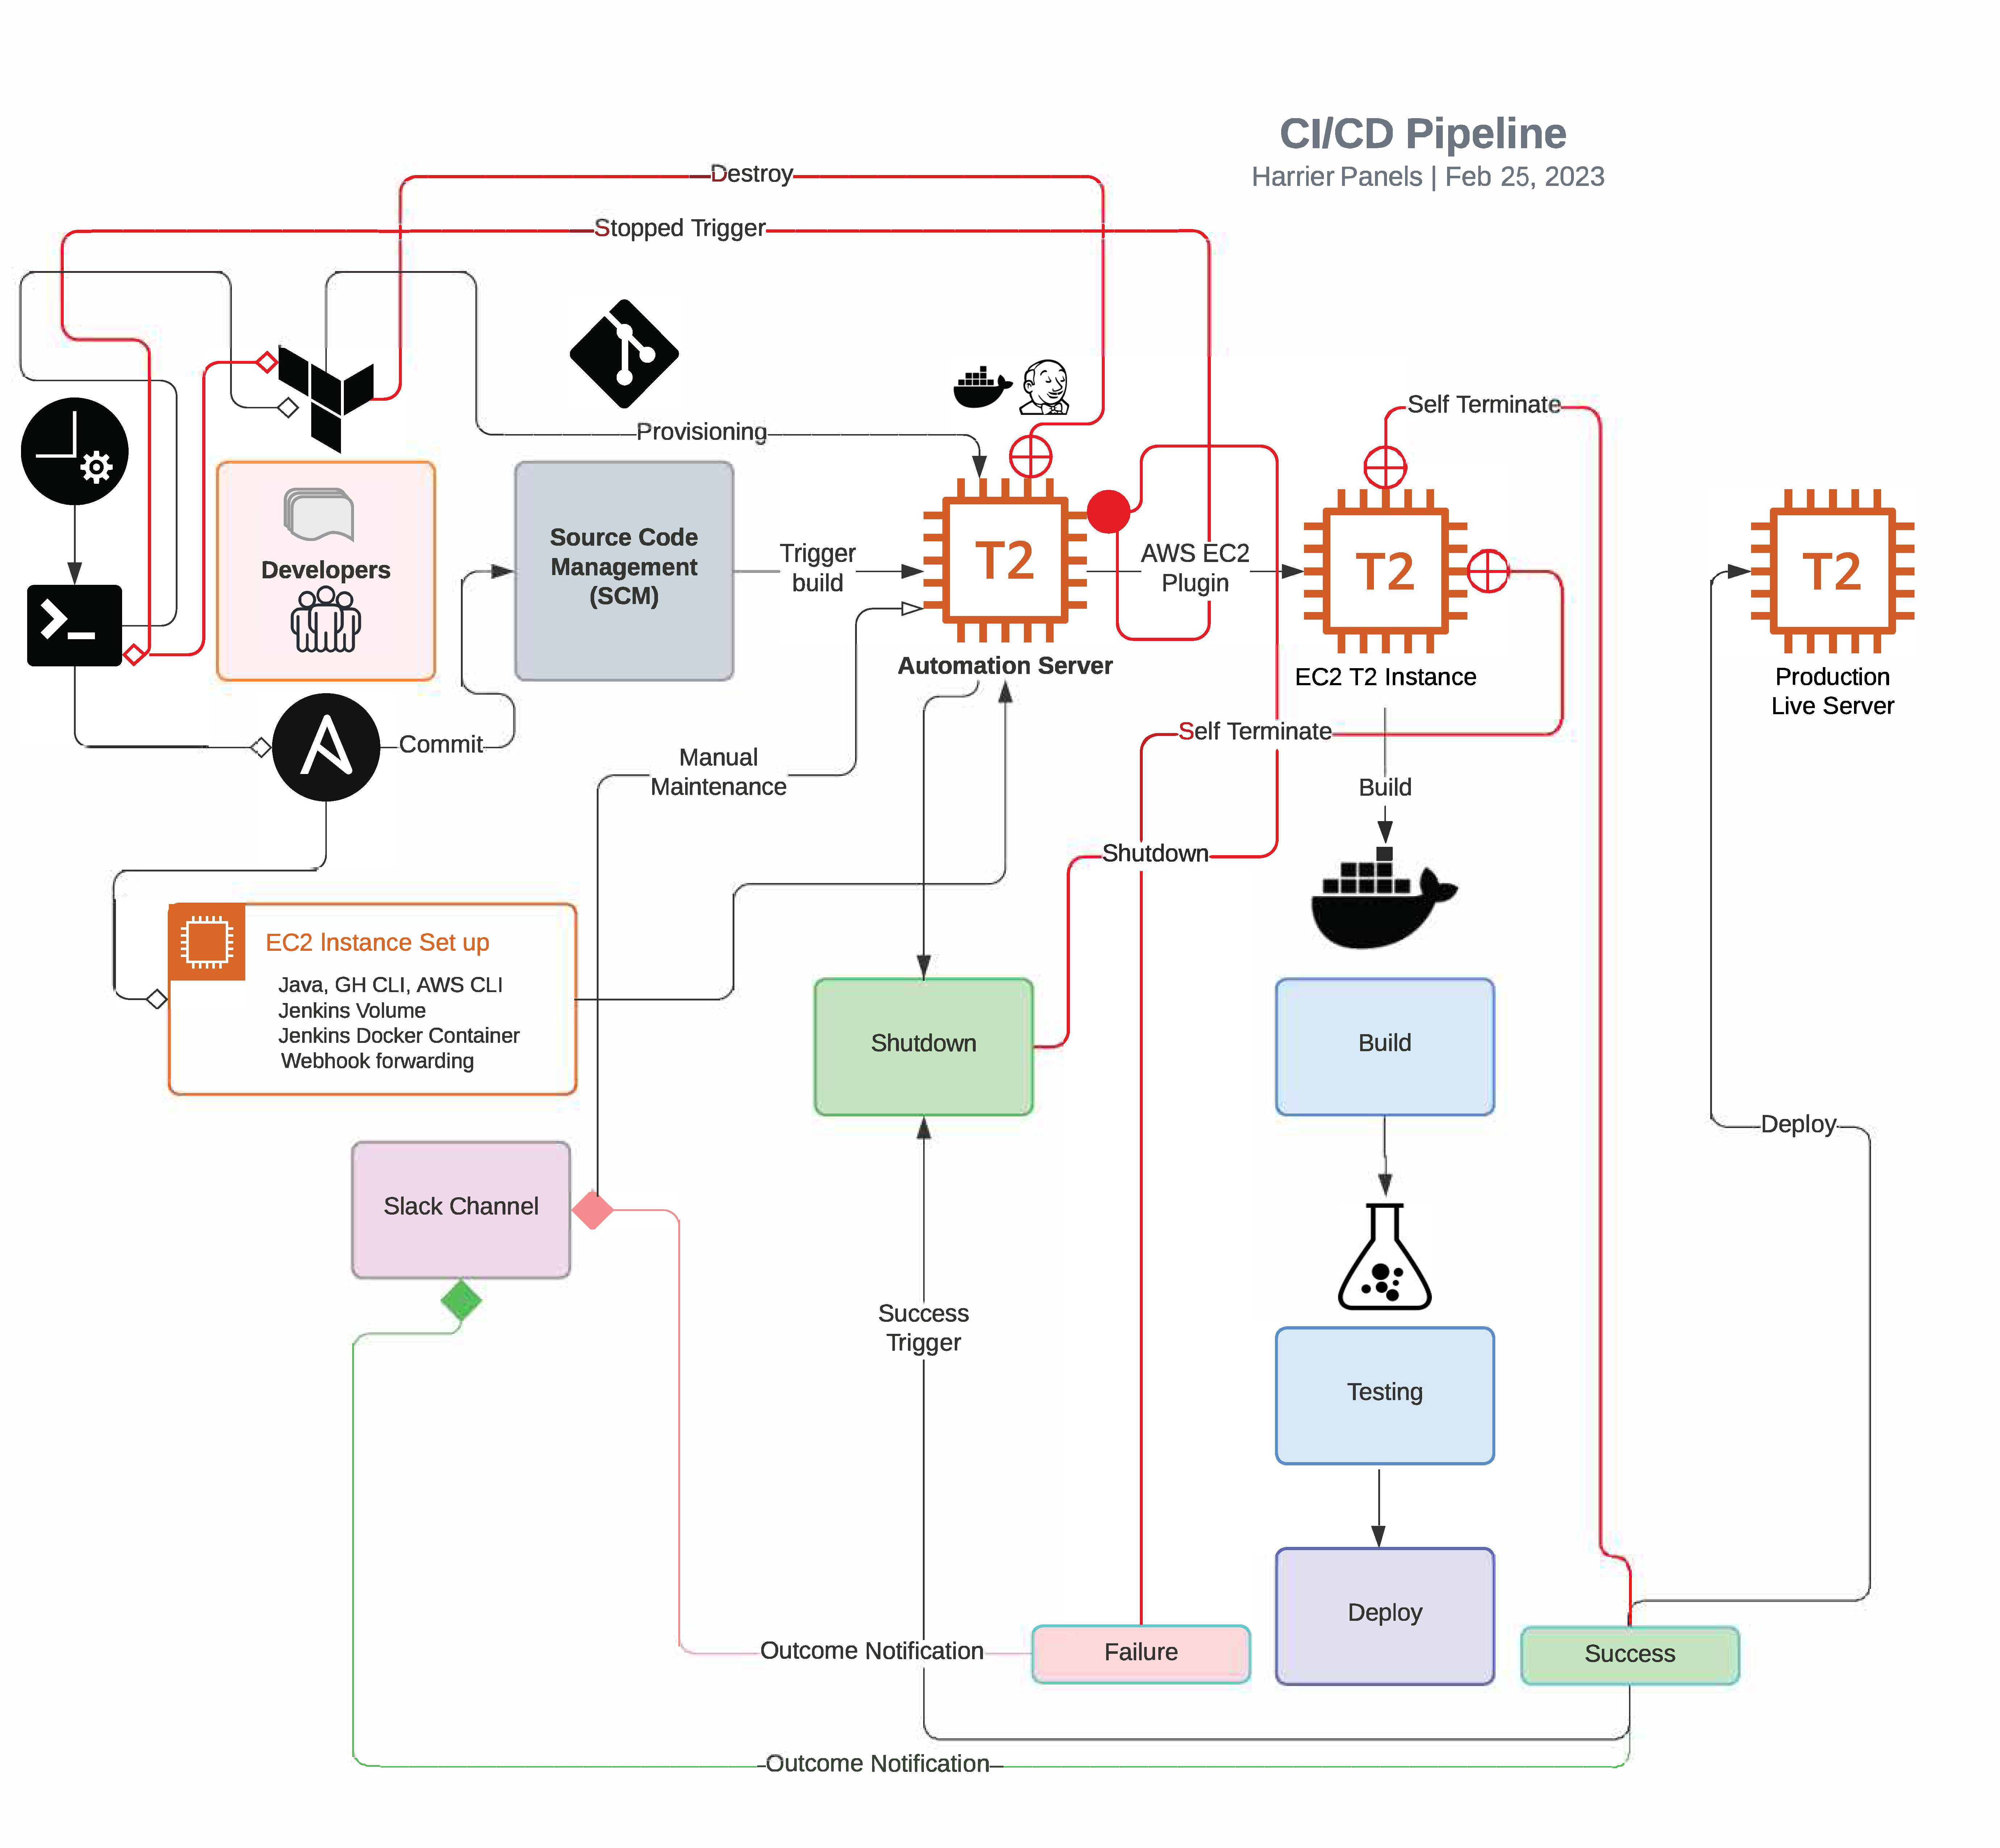 CI/CD Pipeline
Harrier Panels | Feb 25, 2023
Destroy
Stopped Trigger
Provisioning
Self Terminate
Developers
Source Code
Management
(SCM)
Trigger
build
T2
AWS EC2
Plugin
T2
T2
Automation Server
EC2 T2 Instance
Production
Live Server
Commit
Self Terminate
Manual
Maintenance
Build
Shutdown
EC2 Instance Set up
Java, GH CLI, AWS CLI
Jenkins Volume
Jenkins Docker Container
Webhook forwarding
Shutdown
Build
Deploy
Slack Channel
Success
Trigger
Testing
Deploy
Outcome Notification
Failure
Success
Outcome Notification